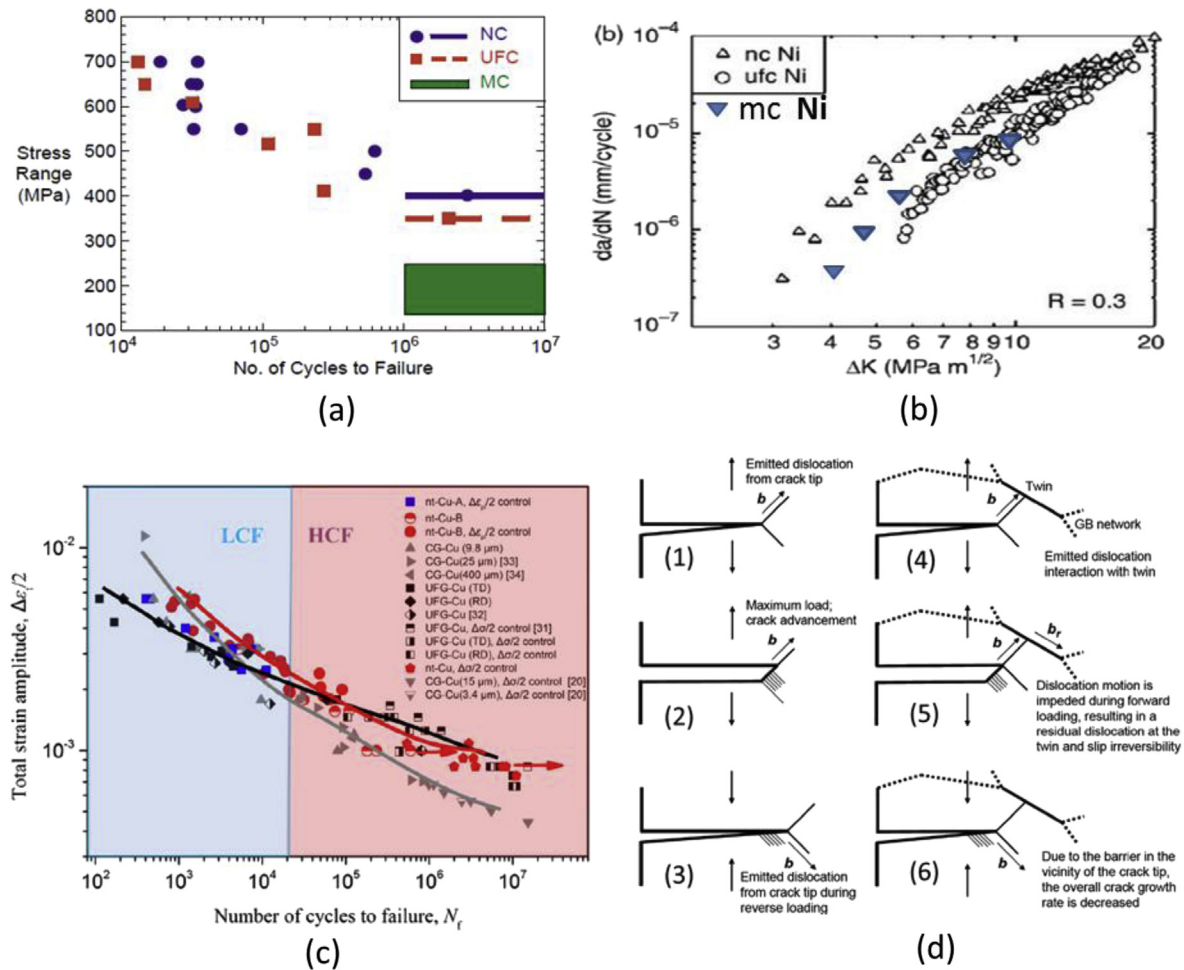 (a)
800
700
600
500
400
300
200
100
Stress
Range
(MPa)
10^4
10^5
10^6
10^7
No. of Cycles to Failure
NC
UFC
MC
(b)
nc Ni
ufc Ni
mc Ni
10^-4
10^-5
10^-6
10^-7
da/dN (mm/cycle)
R = 0.3
3
4
5
6
7
8
9
10
20
ΔK (MPa m^1/2)
(b)
LCF
HCF
nt-Cu-A, Δεp/2 control
nt-Cu-B
nt-Cu-B, Δεp/2 control
CG-Cu (9.8 μm)
CG-Cu(25 μm) [33]
CG-Cu(400 μm) [34]
UFG-Cu (TD)
UFG-Cu (RD)
UFG-Cu [32]
UFG-Cu, Δσ/2 control [31]
UFG-Cu (TD), Δσ/2 control
UFG-Cu (RD), Δσ/2 control
nt-Cu, Δσ/2 control
CG-Cu(15 μm), Δσ/2 control [20]
CG-Cu(3.4 μm), Δσ/2 control [20]
10^-2
10^-3
Total strain amplitude, Δεt/2
10^2
10^3
10^4
10^5
10^6
10^7
Number of cycles to failure, Nf
(c)
Emitted dislocation
from crack tip
b
(1)
Maximum load;
crack advancement
b
(2)
(3)
b
Emitted dislocation
from crack tip during
reverse loading
Twin
b
GB network
(4)
Emitted dislocation
interaction with twin
b
br
(5)
Dislocation motion is
impeded during forward
loading, resulting in a
residual dislocation at the
twin and slip irreversibility
(6)
b
Due to the barrier in the
vicinity of the crack tip,
the overall crack growth
rate is decreased
(d)